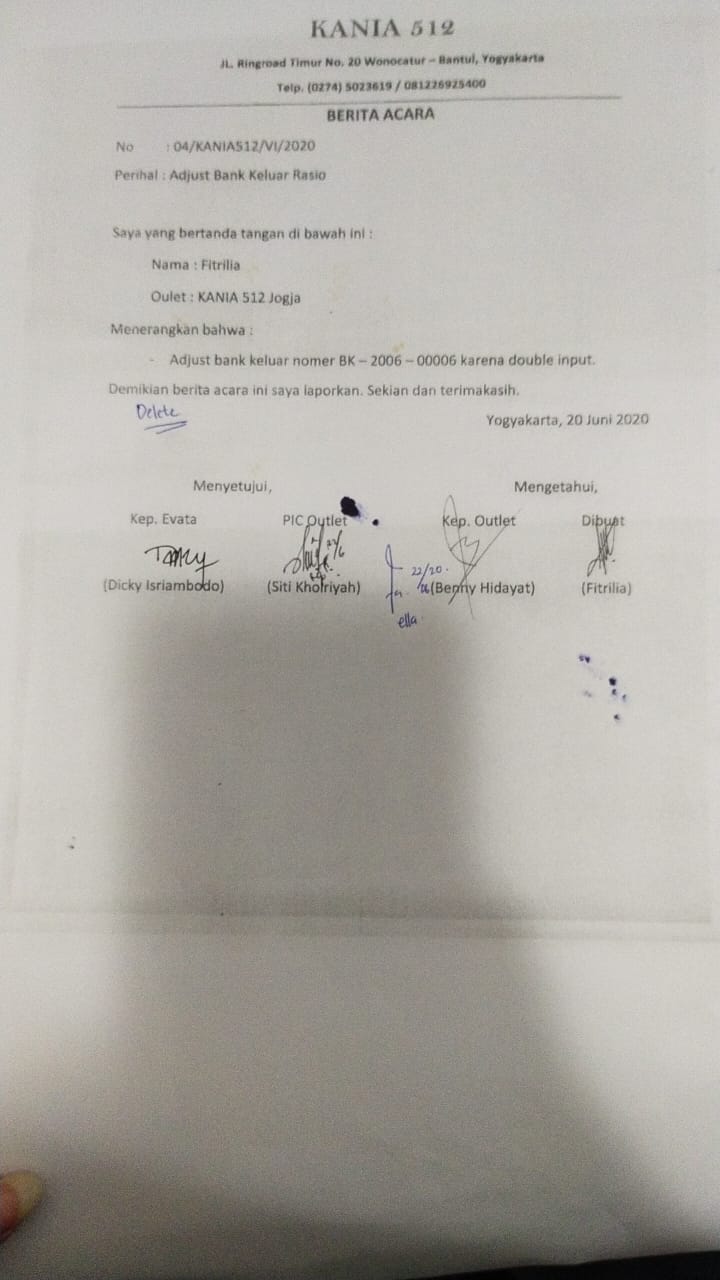 KANIA 512
JL. Ringroad Timur No. 20 Wonocatur – Bantul, Yogyakarta
Telp. (0274) 5023619 / 081226925400
BERITA ACARA
No : 04/KANIA512/VI/2020
Perihal : Adjust Bank Keluar Rasio
Saya yang bertanda tangan di bawah ini :
Nama : Fitrilia
Oulet : KANIA 512 Jogja
Menerangkan bahwa :
- Adjust bank keluar nomer BK – 2006 – 00006 karena double input.
Demikian berita acara ini saya laporkan. Sekian dan terimakasih.
Delete
Yogyakarta, 20 Juni 2020
Menyetujui, Mengetahui,
Kep. Evata PIC Outlet Kep. Outlet Dibuat
22/20.
(Dicky Isriambodo) (Siti Khoiriyah) 06 (Benny Hidayat) (Fitrilia)
ella